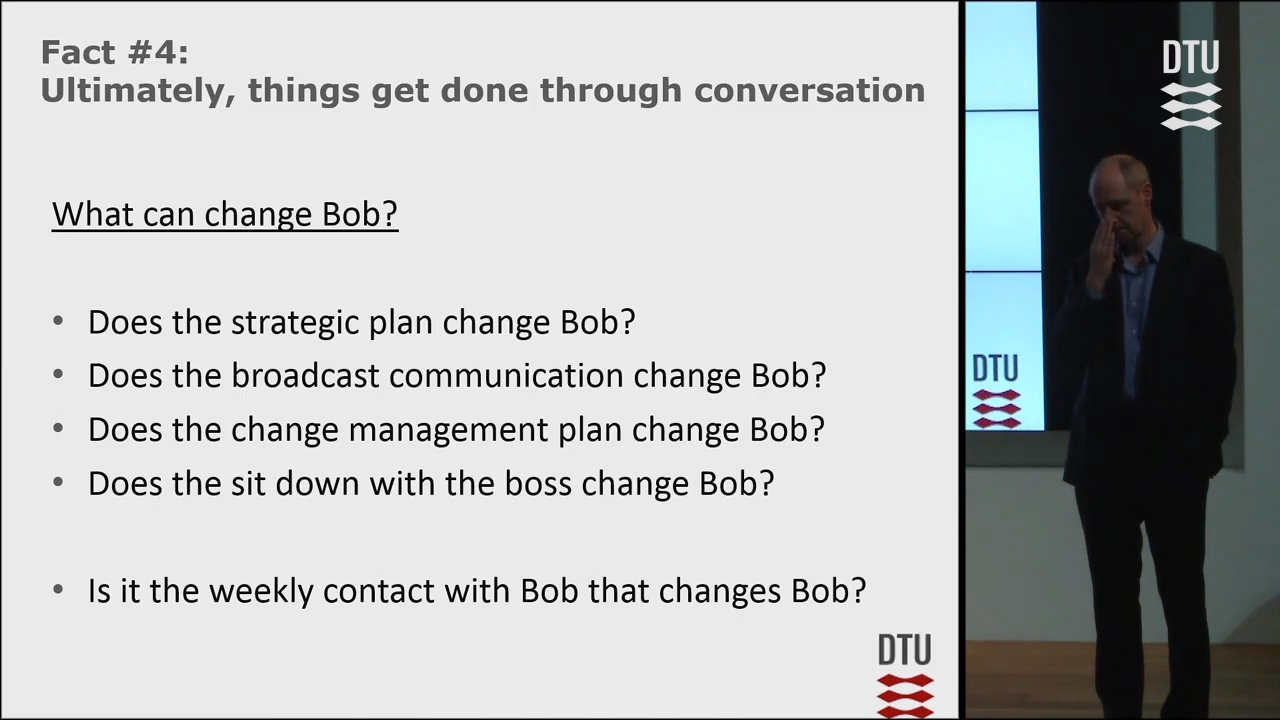 Fact #4:
Ultimately, things get done through conversation
What can change Bob?
• Does the strategic plan change Bob?
• Does the broadcast communication change Bob?
• Does the change management plan change Bob?
• Does the sit down with the boss change Bob?
• Is it the weekly contact with Bob that changes Bob?
DTU
DTU
DTU